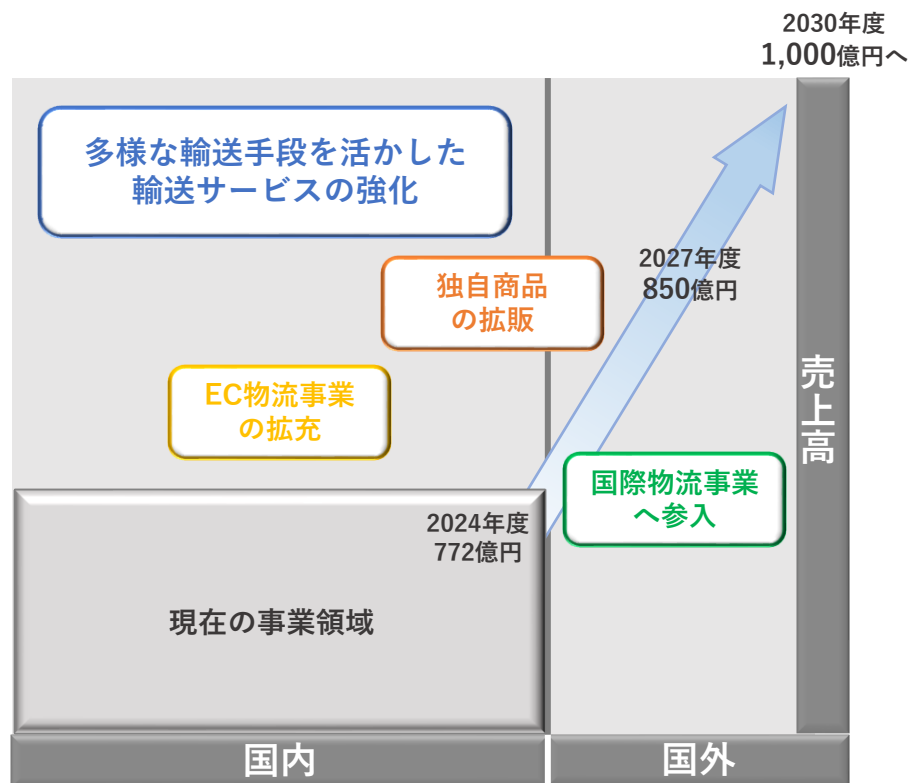 2030年度
1,000億円へ
多様な輸送手段を活かした
輸送サービスの強化
2027年度
850億円
独自商品
の拡販
売上高
EC物流事業
の拡充
国際物流事業
へ参入
2024年度
772億円
現在の事業領域
国内
国外